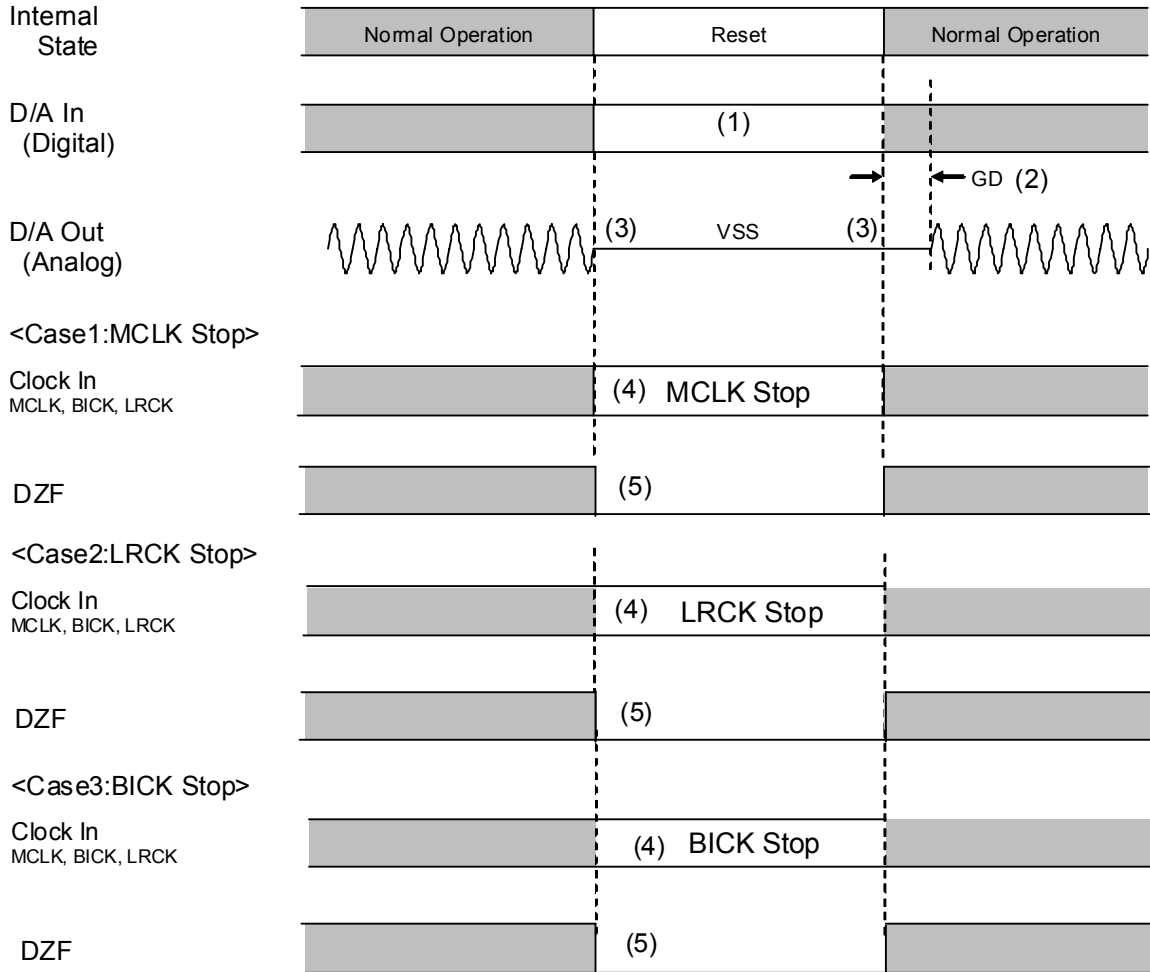 Internal
State
Normal Operation Reset Normal Operation
D/A In
(Digital)
(1)
GD (2)
D/A Out
(Analog)
(3) VSS (3)
<Case1:MCLK Stop>
Clock In
MCLK, BICK, LRCK
(4) MCLK Stop
DZF
(5)
<Case2:LRCK Stop>
Clock In
MCLK, BICK, LRCK
(4) LRCK Stop
DZF
(5)
<Case3:BICK Stop>
Clock In
MCLK, BICK, LRCK
(4) BICK Stop
DZF
(5)